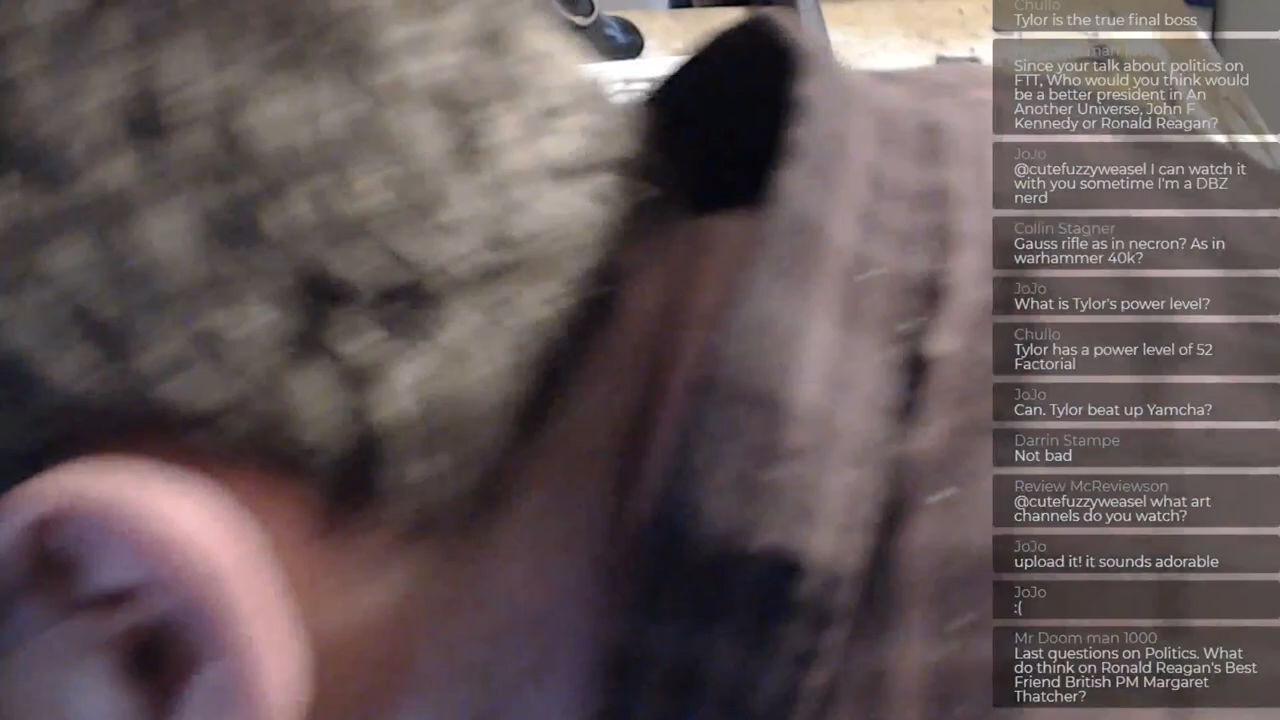 Chullo
Tylor is the true final boss
Since your talk about politics on
FTT, Who would you think would
be a better president in An
Another Universe, John F
Kennedy or Ronald Reagan?
JoJo
@cutefuzzyweasel I can watch it
with you sometime I'm a DBZ
nerd
Collin Stagner
Gauss rifle as in necron? As in
warhammer 40k?
JoJo
What is Tylor's power level?
Chullo
Tylor has a power level of 52
Factorial
JoJo
Can. Tylor beat up Yamcha?
Darrin Stampe
Not bad
Review McReviewson
@cutefuzzyweasel what art
channels do you watch?
JoJo
upload it! it sounds adorable
JoJo
:(
Mr Doom man 1000
Last questions on Politics. What
do think on Ronald Reagan's Best
Friend British PM Margaret
Thatcher?